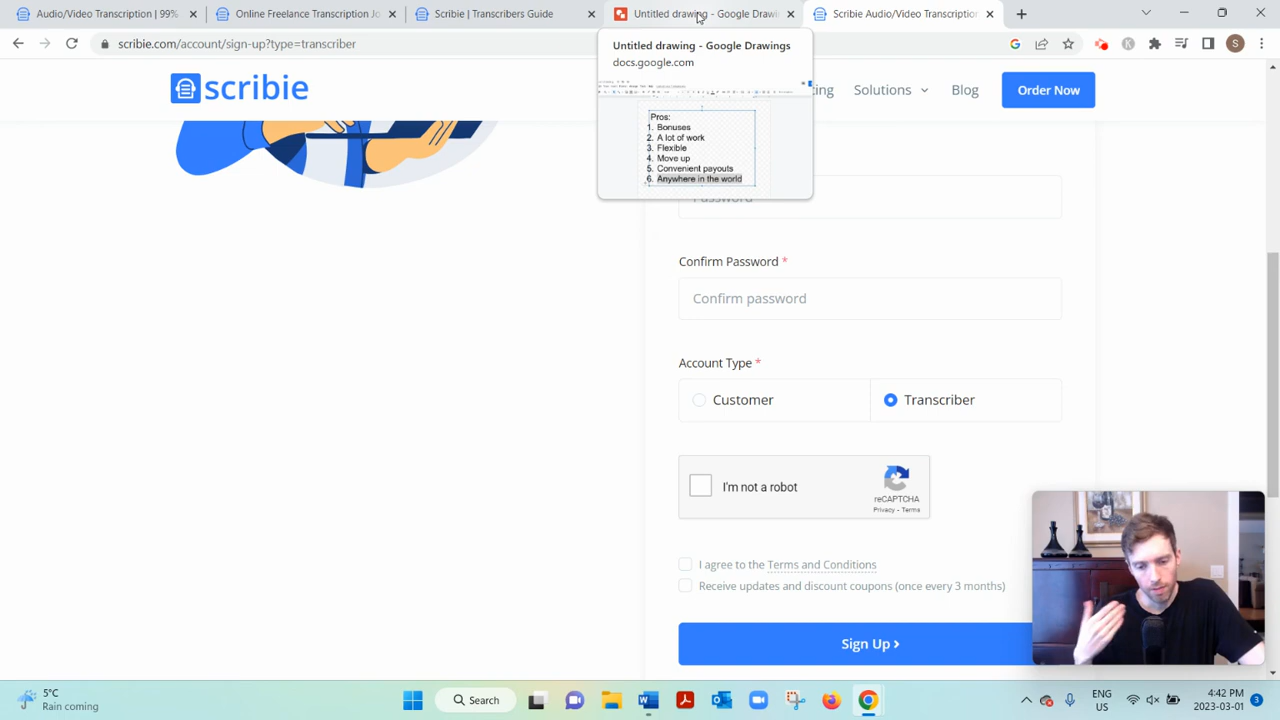 Audio/Video Transcription | 99%
Online Freelance Transcription Jo
Scribie | Transcribers Guide
Untitled drawing - Google Drawi
Scribie Audio/Video Transcription
scribie.com/account/sign-up?type=transcriber
Untitled drawing - Google Drawings
docs.google.com
Pros:
1. Bonuses
2. A lot of work
3. Flexible
4. Move up
5. Convenient payouts
6. Anywhere in the world
scribie
Solutions
Blog
Order Now
Password
Confirm Password *
Confirm password
Account Type *
Customer
Transcriber
I'm not a robot
reCAPTCHA
Privacy - Terms
I agree to the Terms and Conditions
Receive updates and discount coupons (once every 3 months)
Sign Up
5°C
Rain coming
Search
ENG
US
4:42 PM
2023-03-01
3